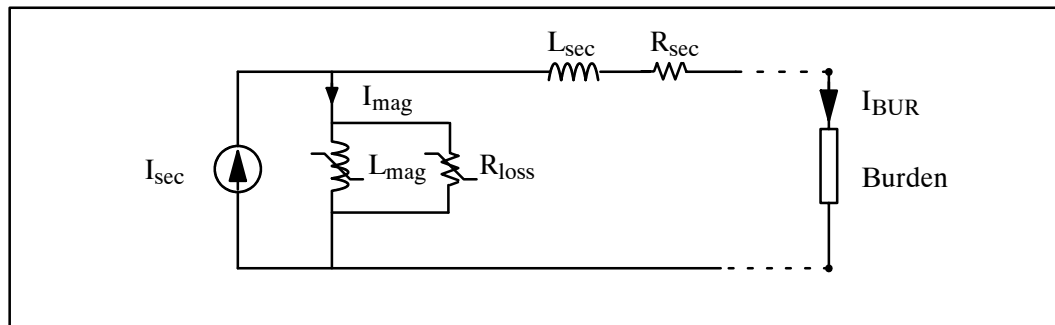 Lsec
Rsec
Imag
IBUR
Isec
Lmag
Rloss
Burden